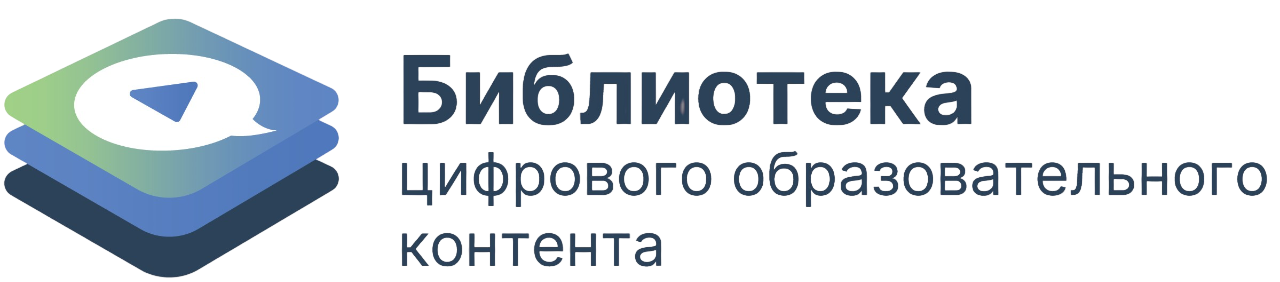 Библиотека
цифрового образовательного
контента